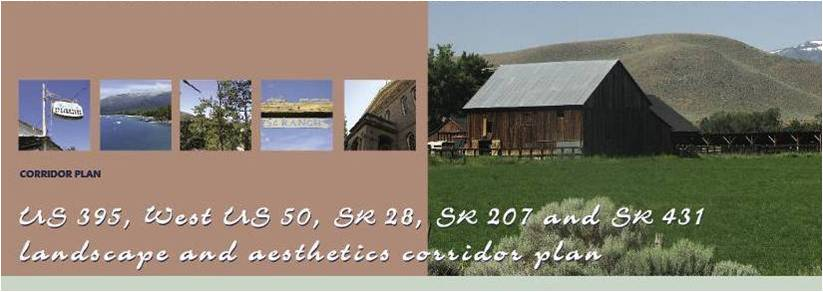 RANCH
CORRIDOR PLAN
US 395, West US 50, SR 28, SR 207 and SR 431
landscape and aesthetics corridor plan